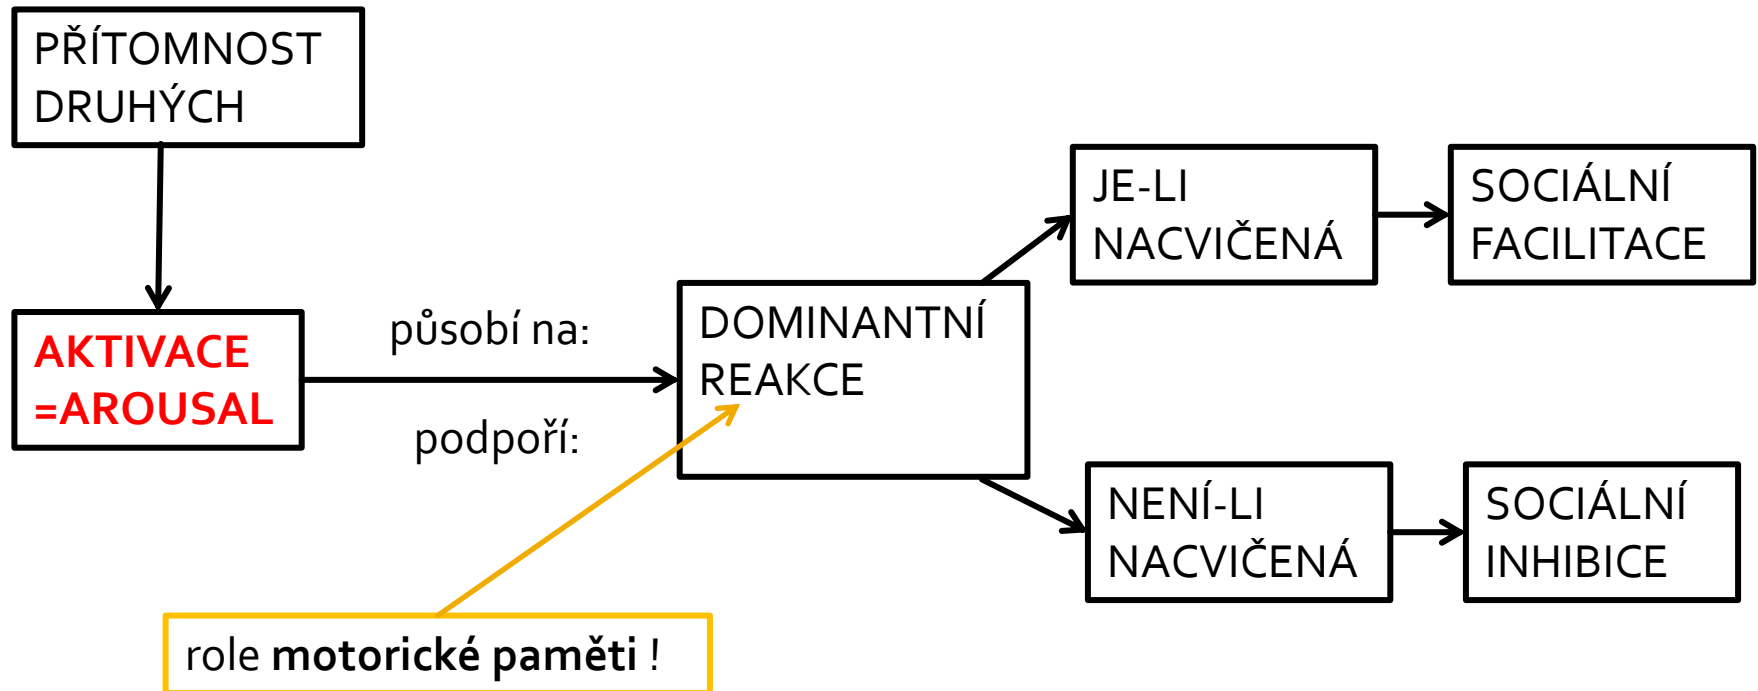 PŘÍTOMNOST
DRUHÝCH
AKTIVACE
=AROUSAL
působí na:
podpoří:
DOMINANTNÍ
REAKCE
JE-LI
NACVIČENÁ
SOCIÁLNÍ
FACILITACE
NENÍ-LI
NACVIČENÁ
SOCIÁLNÍ
INHIBICE
role motorické paměti !